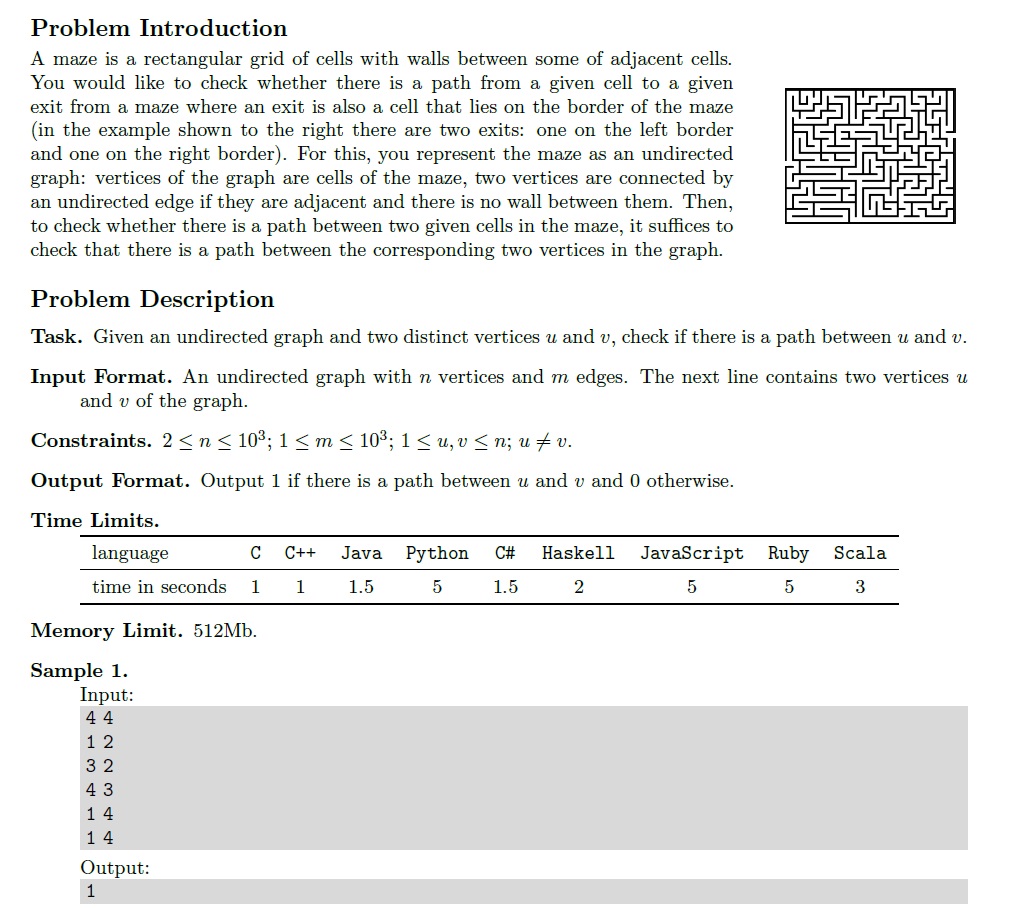 Problem Introduction
A maze is a rectangular grid of cells with walls between some of adjacent cells.
You would like to check whether there is a path from a given cell to a given
exit from a maze where an exit is also a cell that lies on the border of the maze
(in the example shown to the right there are two exits: one on the left border
and one on the right border). For this, you represent the maze as an undirected
graph: vertices of the graph are cells of the maze, two vertices are connected by
an undirected edge if they are adjacent and there is no wall between them. Then,
to check whether there is a path between two given cells in the maze, it suffices to
check that there is a path between the corresponding two vertices in the graph.
Problem Description
Task. Given an undirected graph and two distinct vertices u and v, check if there is a path between u and v.
Input Format. An undirected graph with n vertices and m edges. The next line contains two vertices u
and v of the graph.
Constraints. 2 ≤ n ≤ 10³; 1 ≤ m ≤ 10³; 1 ≤ u, v ≤ n; u ≠ v.
Output Format. Output 1 if there is a path between u and v and 0 otherwise.
Time Limits.
language C C++ Java Python C# Haskell JavaScript Ruby Scala
time in seconds 1 1 1.5 5 1.5 2 5 5 3
Memory Limit. 512Mb.
Sample 1.
Input:
4 4
1 2
3 2
4 3
1 4
1 4
Output:
1